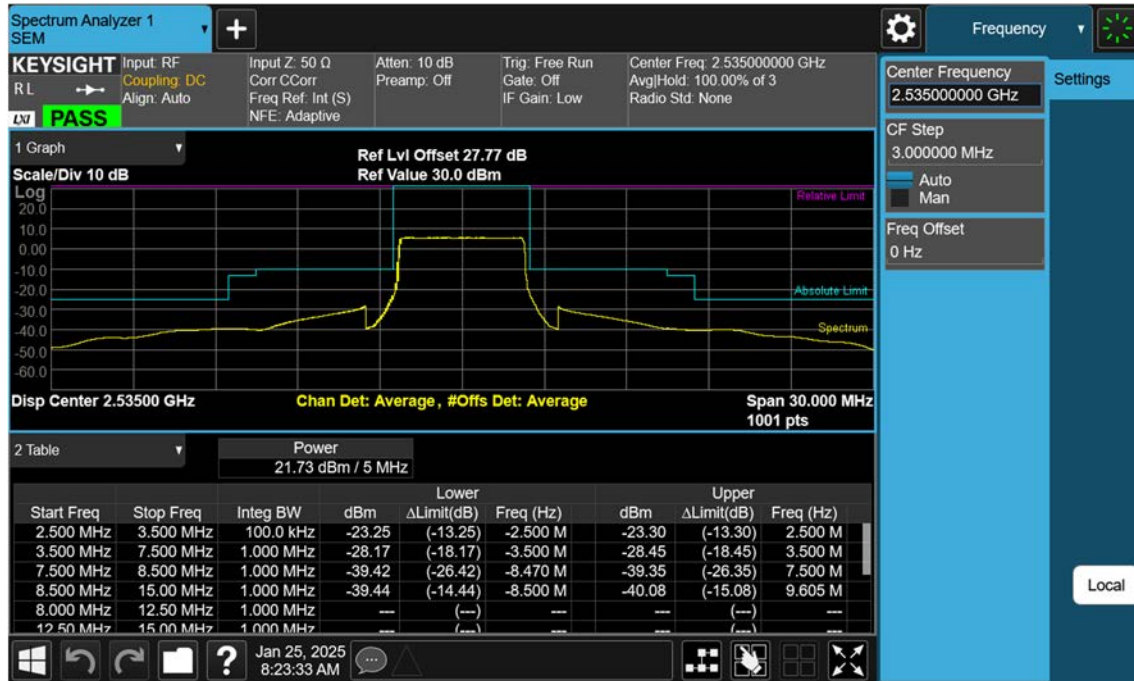 Spectrum Analyzer 1
SEM
Frequency
KEYSIGHT
RL
LXI
PASS
Input: RF
Coupling: DC
Align: Auto
Input Z: 50 Ω
Corr CCorr
Freq Ref: Int (S)
NFE: Adaptive
Atten: 10 dB
Preamp: Off
Trig: Free Run
Gate: Off
IF Gain: Low
Center Freq: 2.535000000 GHz
Avg|Hold: 100.00% of 3
Radio Std: None
Center Frequency
2.535000000 GHz
Settings
CF Step
3.000000 MHz
Auto
Man
Freq Offset
0 Hz
Local
1 Graph
Scale/Div 10 dB
Ref Lvl Offset 27.77 dB
Ref Value 30.0 dBm
Log
20.0
10.0
0.00
-10.0
-20.0
-30.0
-40.0
-50.0
-60.0
Relative Limit
Absolute Limit
Spectrum
Disp Center 2.53500 GHz
Chan Det: Average, #Offs Det: Average
Span 30.000 MHz
1001 pts
2 Table
Power
21.73 dBm / 5 MHz
Lower Upper
Start Freq Stop Freq Integ BW dBm ΔLimit(dB) Freq (Hz) dBm ΔLimit(dB) Freq (Hz)
2.500 MHz 3.500 MHz 100.0 kHz -23.25 (-13.25) -2.500 M -23.30 (-13.30) 2.500 M
3.500 MHz 7.500 MHz 1.000 MHz -28.17 (-18.17) -3.500 M -28.45 (-18.45) 3.500 M
7.500 MHz 8.500 MHz 1.000 MHz -39.42 (-26.42) -8.470 M -39.35 (-26.35) 7.500 M
8.500 MHz 15.00 MHz 1.000 MHz -39.44 (-14.44) -8.500 M -40.08 (-15.08) 9.605 M
8.000 MHz 12.50 MHz 1.000 MHz --- (---) --- --- (---) ---
12.50 MHz 15.00 MHz 1.000 MHz --- (---) --- --- (---) ---
Jan 25, 2025
8:23:33 AM